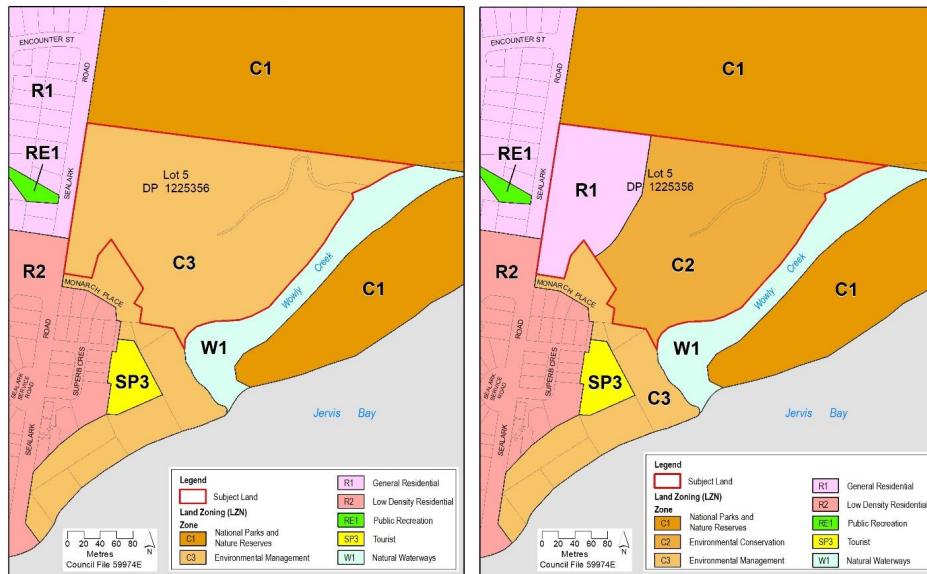 ENCOUNTER ST
ROAD
C1
R1
RE1
SEALARK
Lot 5
DP 1225356
R2
C3
MONARCH PLACE
Wowly Creek
C1
W1
ROAD
SUPERB CRES
SP3
SEALARK
SERVICE
ROAD
SEALARK
Jervis Bay
Legend
Subject Land
Land Zoning (LZN)
Zone
C1 National Parks and
Nature Reserves
C3 Environmental Management
R1 General Residential
R2 Low Density Residential
RE1 Public Recreation
SP3 Tourist
W1 Natural Waterways
0 20 40 60 80
Metres
N
Council File 59974E
ENCOUNTER ST
ROAD
C1
RE1
SEALARK
R1
Lot 5
DP 1225356
R2
C2
MONARCH PLACE
Wowly Creek
C1
W1
ROAD
SUPERB CRES
SP3
C3
SEALARK
SERVICE
ROAD
SEALARK
Jervis Bay
Legend
Subject Land
Land Zoning (LZN)
Zone
C1 National Parks and
Nature Reserves
C2 Environmental Conservation
C3 Environmental Management
R1 General Residential
R2 Low Density Residential
RE1 Public Recreation
SP3 Tourist
W1 Natural Waterways
0 20 40 60 80
Metres
N
Council File 59974E